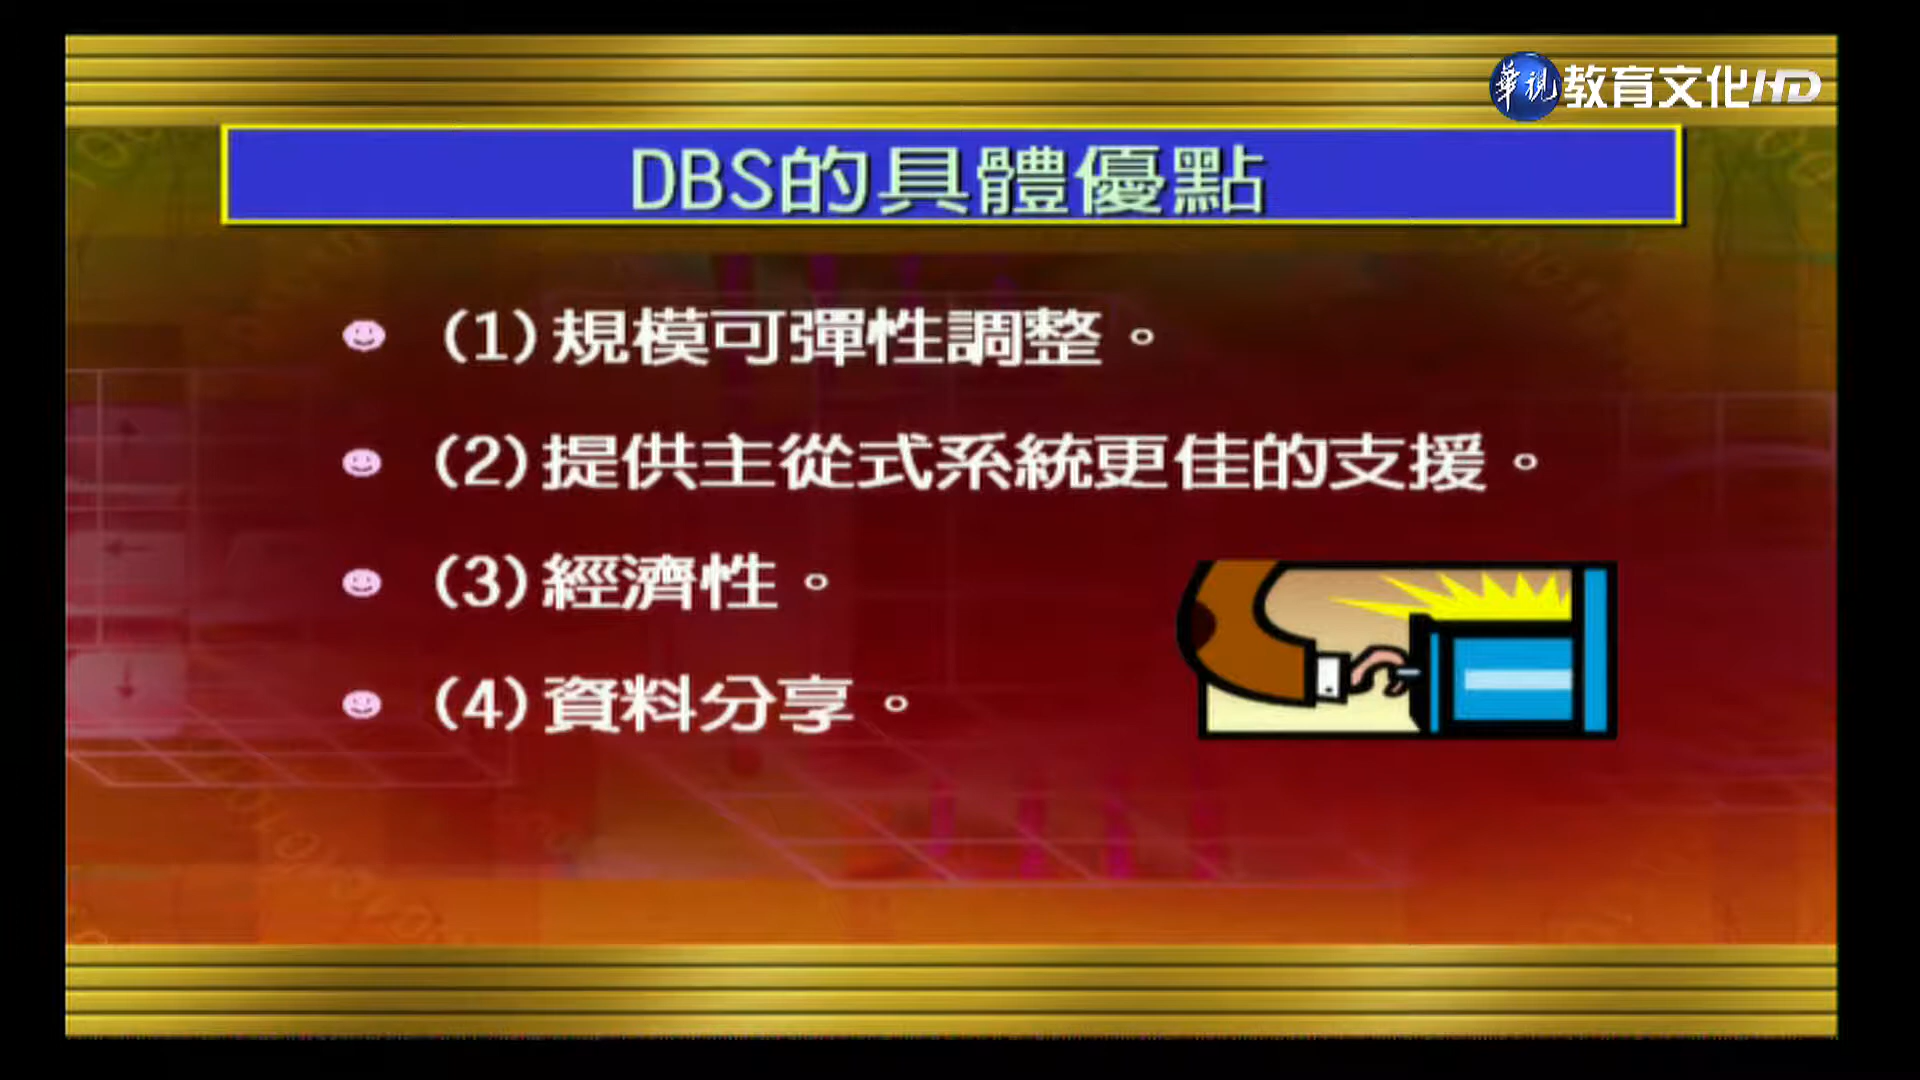 華視教育文化HD
DBS的具體優點
(1)規模可彈性調整。
(2)提供主從式系統更佳的支援。
(3)經濟性。
(4)資料分享。